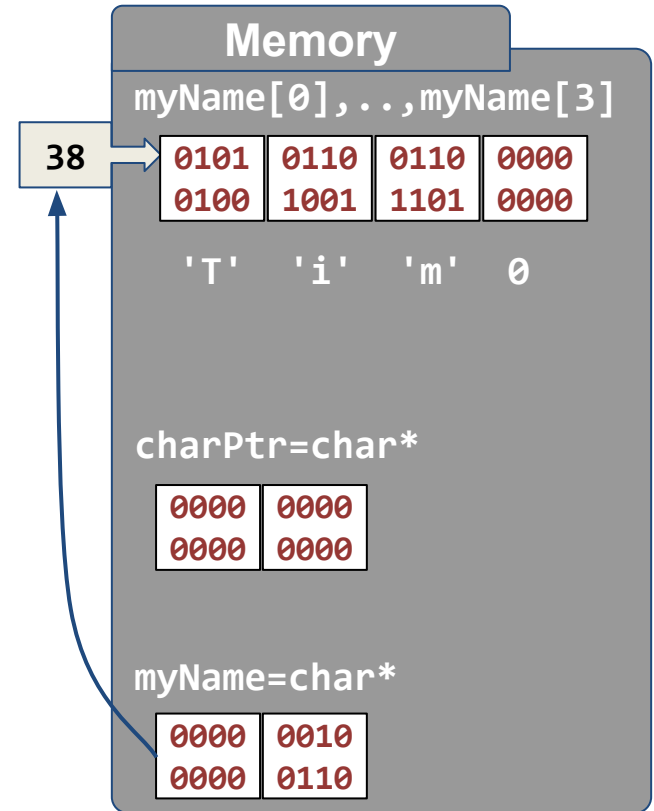 Memory
myName[0],..,myName[3]
38
0101 0110 0110 0000
0100 1001 1101 0000
'T' 'i' 'm' 0
charPtr=char*
0000 0000
0000 0000
myName=char*
0000 0010
0000 0110